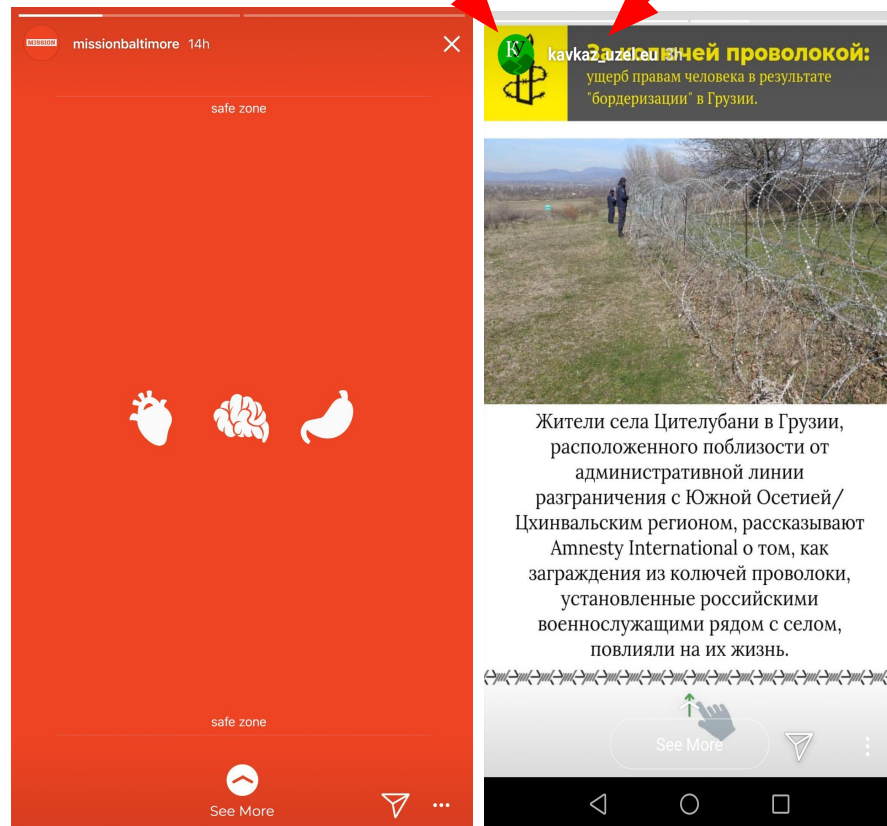 MISSION
missionbaltimore 14h
safe zone
safe zone
See More
За колючей проволокой:
kavkaz_uzel.eu
ущерб правам человека в результате
"бордеризации" в Грузии.
Жители села Цителубани в Грузии,
расположенного поблизости от
административной линии
разграничения с Южной Осетией/
Цхинвальским регионом, рассказывают
Amnesty International о том, как
заграждения из колючей проволоки,
установленные российскими
военнослужащими рядом с селом,
повлияли на их жизнь.
See More